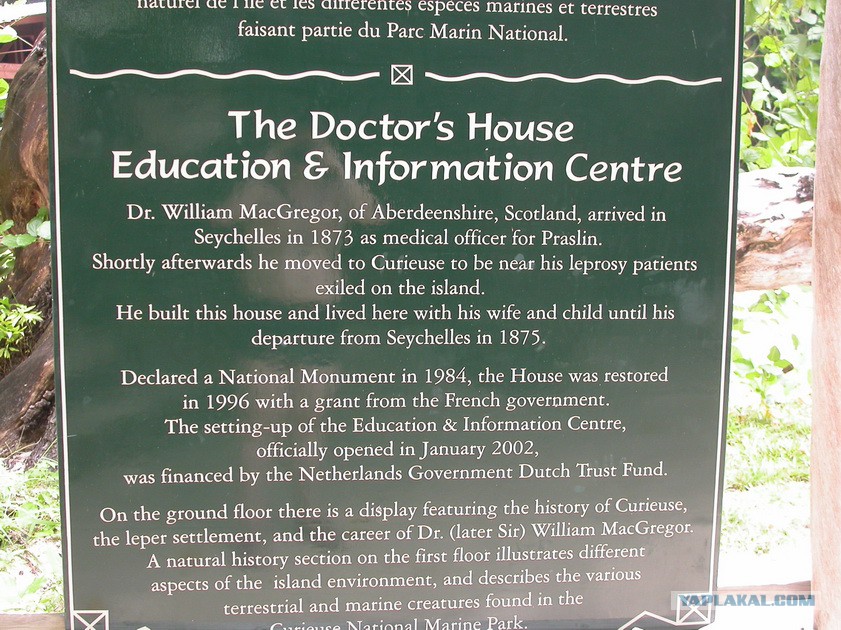 naturel de l'île et les différentes espèces marines et terrestres
faisant partie du Parc Marin National.
The Doctor's House
Education & Information Centre
Dr. William MacGregor, of Aberdeenshire, Scotland, arrived in
Seychelles in 1873 as medical officer for Praslin.
Shortly afterwards he moved to Curieuse to be near his leprosy patients
exiled on the island.
He built this house and lived here with his wife and child until his
departure from Seychelles in 1875.
Declared a National Monument in 1984, the House was restored
in 1996 with a grant from the French government.
The setting-up of the Education & Information Centre,
officially opened in January 2002,
was financed by the Netherlands Government Dutch Trust Fund.
On the ground floor there is a display featuring the history of Curieuse,
the leper settlement, and the career of Dr. (later Sir) William MacGregor.
A natural history section on the first floor illustrates different
aspects of the island environment, and describes the various
terrestrial and marine creatures found in the
Curieuse National Marine Park.
YAPLAKAL.COM